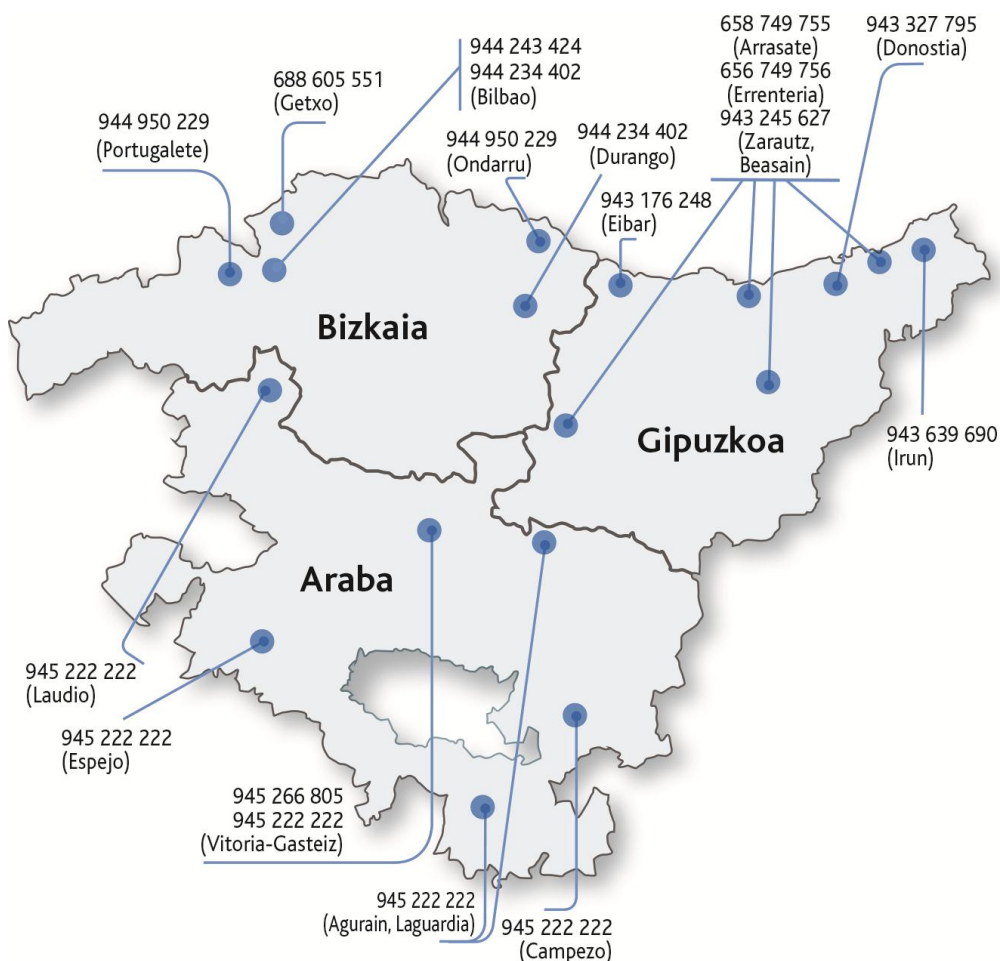 658 749 755
(Arrasate)
656 749 756
(Errenteria)
943 245 627
(Zarautz,
Beasain)
943 327 795
(Donostia)
944 243 424
944 234 402
(Bilbao)
688 605 551
(Getxo)
944 950 229
(Portugalete)
944 950 229
(Ondarru)
944 234 402
(Durango)
943 176 248
(Eibar)
Bizkaia
Gipuzkoa
943 639 690
(Irun)
Araba
945 222 222
(Laudio)
945 222 222
(Espejo)
945 266 805
945 222 222
(Vitoria-Gasteiz)
945 222 222
(Agurain, Laguardia)
945 222 222
(Campezo)